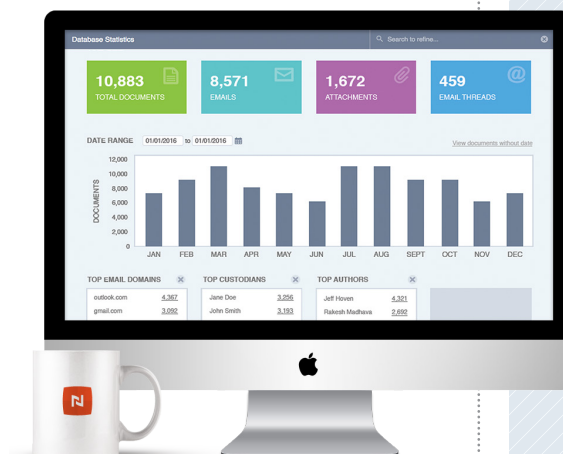 Database Statistics
Search to refine...
10,883
TOTAL DOCUMENTS
8,571
EMAILS
1,672
ATTACHMENTS
459
EMAIL THREADS
DATE RANGE 01/01/2016 to 01/01/2016
View documents without date
DOCUMENTS
12,000
10,000
8,000
6,000
4,000
2,000
0
JAN FEB MAR APR MAY JUN JUL AUG SEPT OCT NOV DEC
TOP EMAIL DOMAINS
outlook.com 4,367
gmail.com 3,092
TOP CUSTODIANS
Jane Doe 3,256
John Smith 3,193
TOP AUTHORS
Jeff Hoven 4,321
Rakesh Madhava 2,692